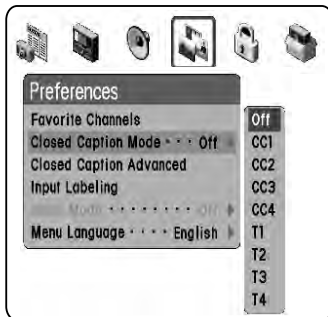 Preferences
Favorite Channels
Closed Caption Mode · · · Off
Closed Caption Advanced
Input Labeling
Mode · · · · · · · · Off
Menu Language · · · · English
Off
CC1
CC2
CC3
CC4
T1
T2
T3
T4